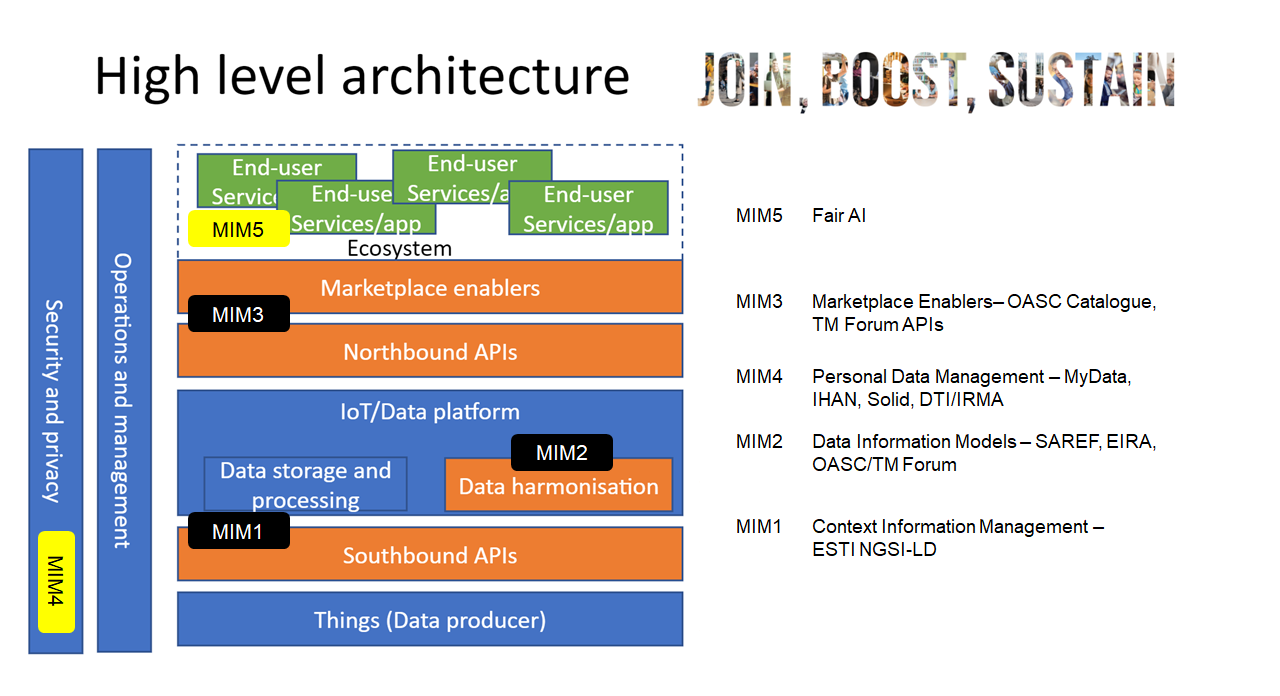 High level architecture
JOIN, BOOST, SUSTAIN
Security and privacy
MIM4
Operations and management
End-user
Servic
End-use
Services/app
End-user
Services/a
End-user
Services/app
MIM5
Ecosystem
Marketplace enablers
MIM3
Northbound APIs
IoT/Data platform
Data storage and
processing
MIM2
Data harmonisation
MIM1
Southbound APIs
Things (Data producer)
MIM5 Fair AI
MIM3 Marketplace Enablers– OASC Catalogue,
TM Forum APIs
MIM4 Personal Data Management – MyData,
IHAN, Solid, DTI/IRMA
MIM2 Data Information Models – SAREF, EIRA,
OASC/TM Forum
MIM1 Context Information Management –
ESTI NGSI-LD